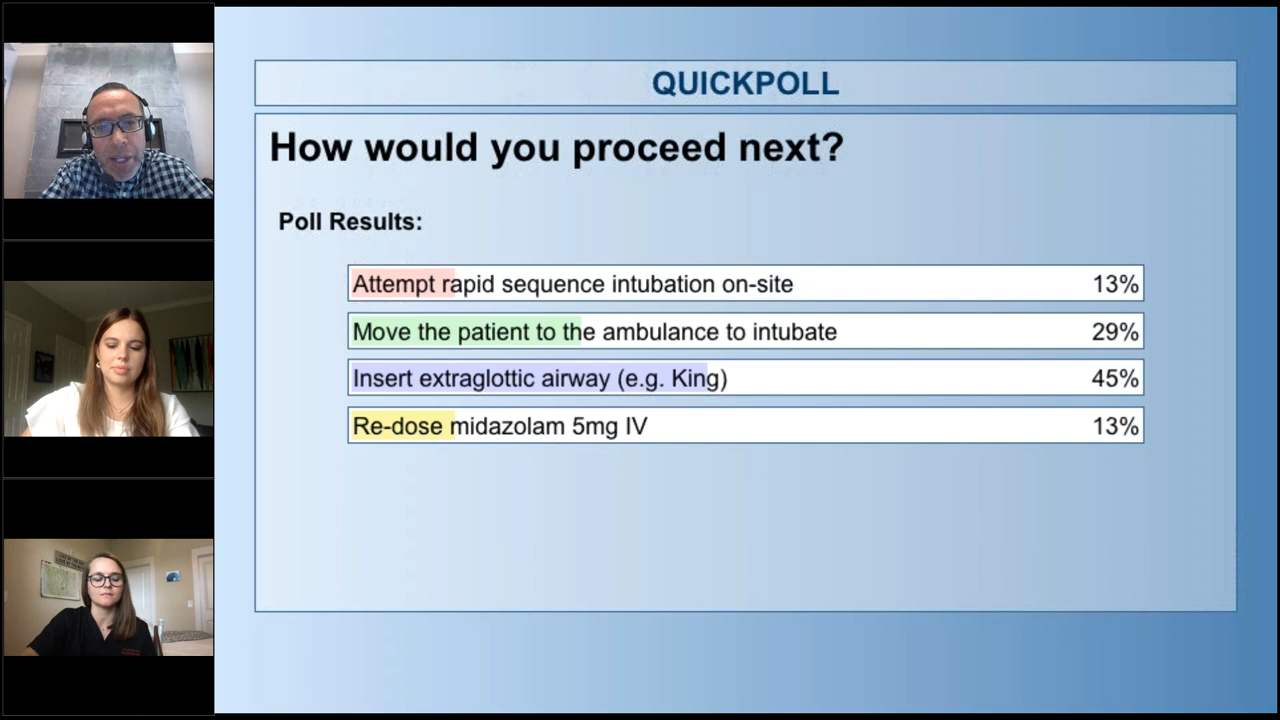 QUICKPOLL
How would you proceed next?
Poll Results:
Attempt rapid sequence intubation on-site 13%
Move the patient to the ambulance to intubate 29%
Insert extraglottic airway (e.g. King) 45%
Re-dose midazolam 5mg IV 13%